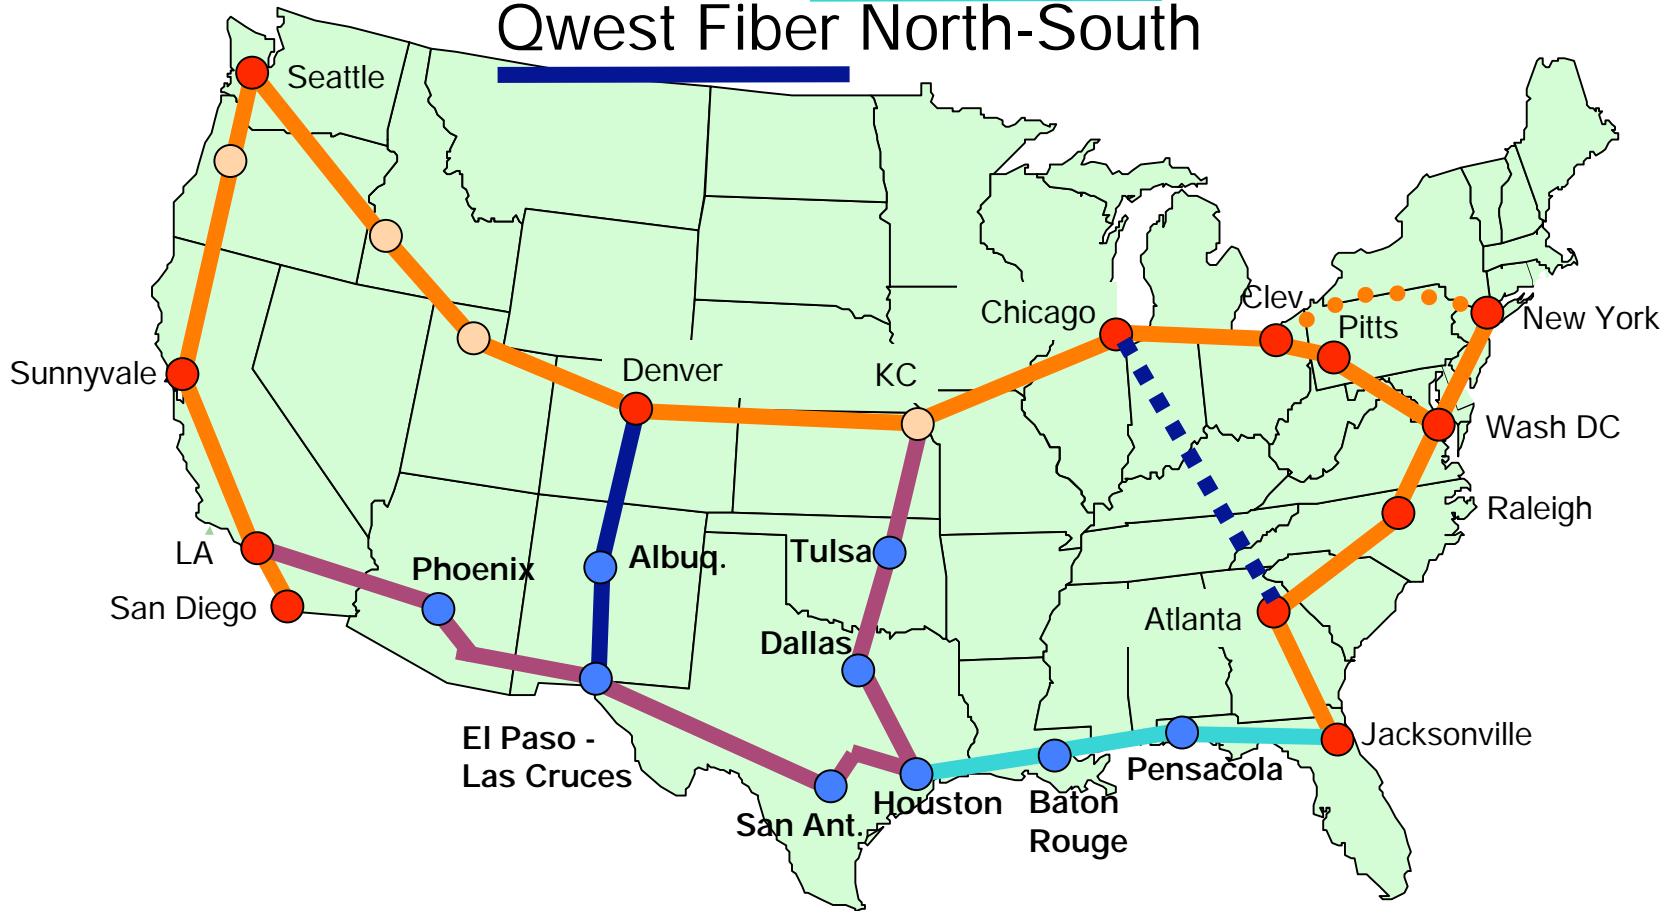 Qwest Fiber North-South
Seattle
Clev.
Chicago
Pitts
New York
Sunnyvale
Denver
KC
Wash DC
Raleigh
LA
Phoenix
Albuq.
Tulsa
San Diego
Atlanta
Dallas
El Paso -
Las Cruces
Jacksonville
Pensacola
San Ant.
Houston
Baton
Rouge